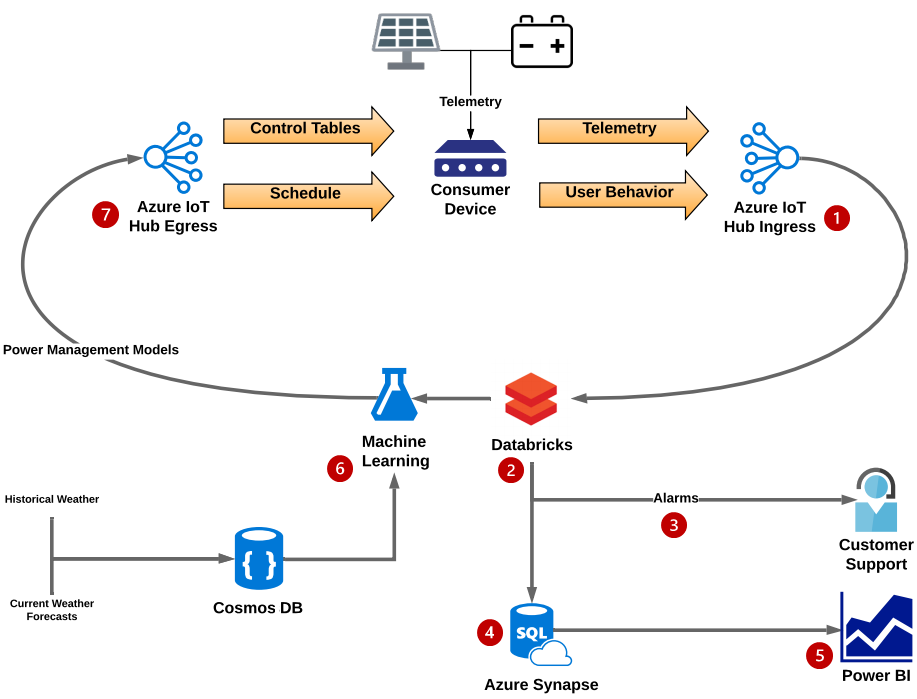 Telemetry
Control Tables
Telemetry
Schedule
User Behavior
Consumer
Device
Azure IoT
Hub Egress
7
Azure IoT
Hub Ingress
1
Power Management Models
Machine
Learning
6
Databricks
2
Historical Weather
Alarms
3
Customer
Support
{ }
Current Weather
Forecasts
Cosmos DB
4
SQL
Azure Synapse
5
Power BI